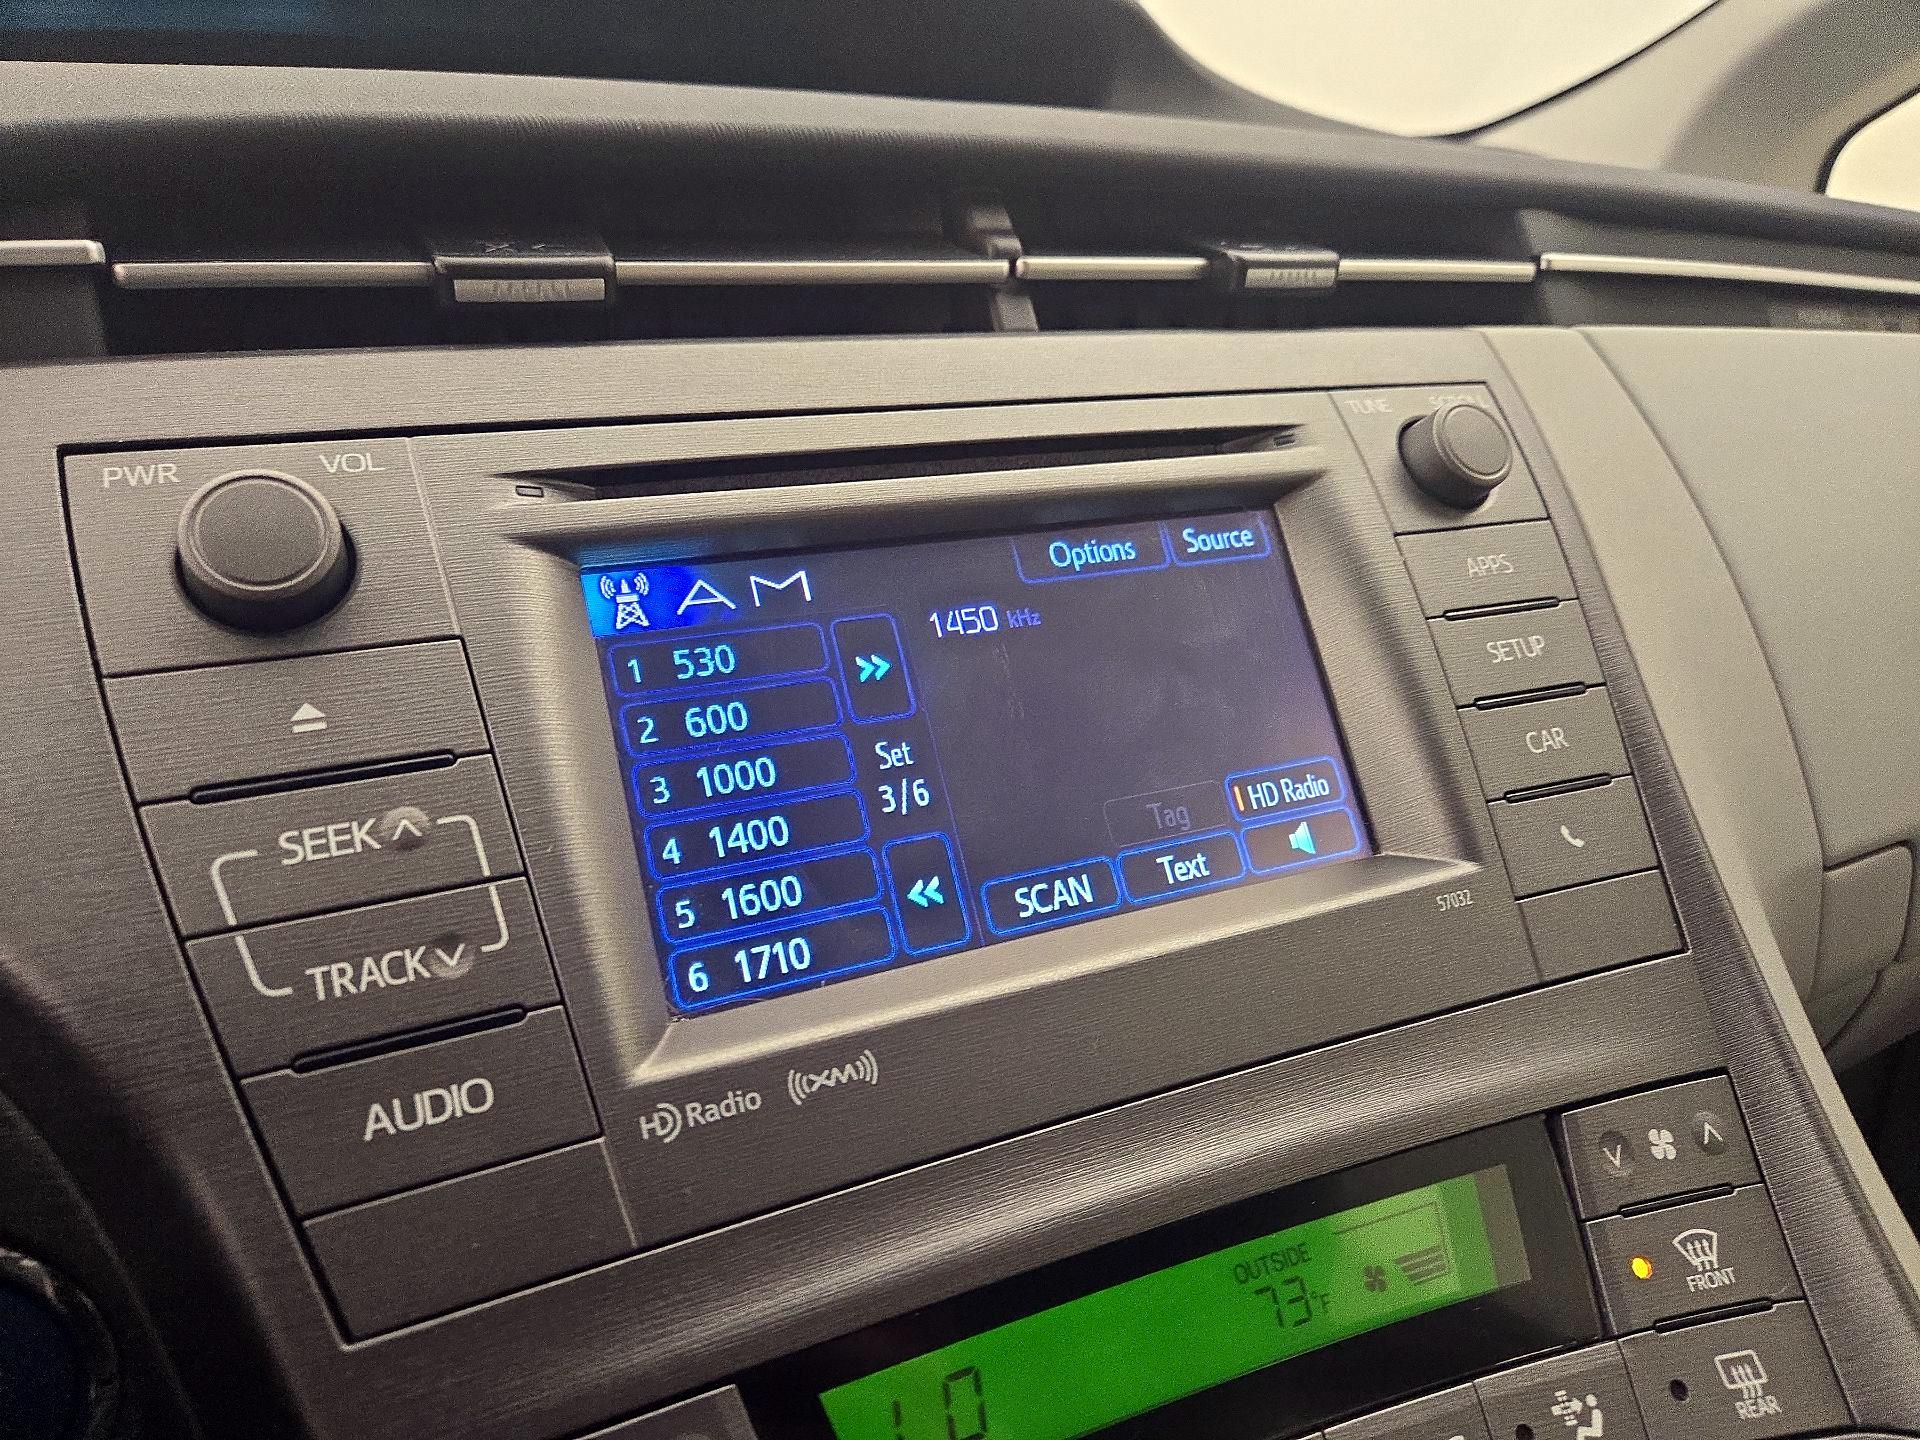 PWR VOL
TUNE SCROLL
Options Source
AM
1450 kHz
1 530
2 600
3 1000
4 1400
5 1600
6 1710
Set
3/6
Tag HD Radio
SCAN Text
SEEK
TRACK
AUDIO
APPS
SETUP
CAR
57032
HD Radio ((XM))
OUTSIDE
73°F
LO
FRONT
REAR